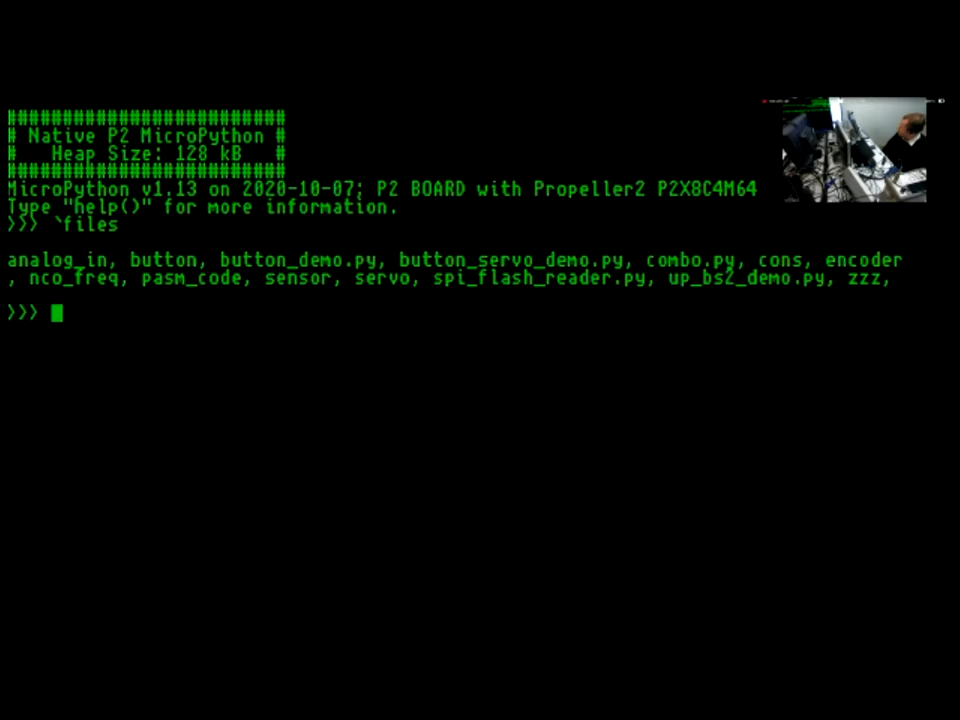 ########################
# Native P2 MicroPython #
#   Heap Size: 128 kB   #
########################
MicroPython v1.13 on 2020-10-07; P2 BOARD with Propeller2 P2X8C4M64
Type "help()" for more information.
>>> `files
analog_in, button, button_demo.py, button_servo_demo.py, combo.py, cons, encoder
, nco_freq, pasm_code, sensor, servo, spi_flash_reader.py, up_bs2_demo.py, zzz,
>>>